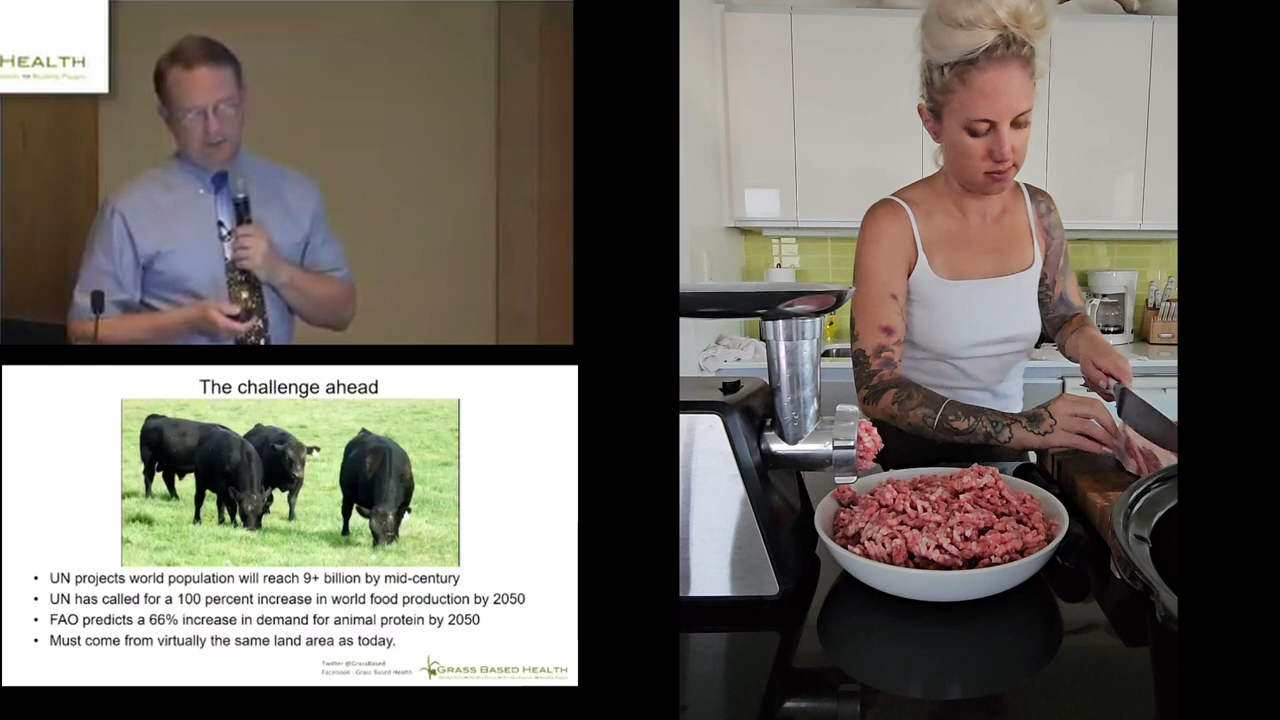 HEALTH
The challenge ahead
• UN projects world population will reach 9+ billion by mid-century
• UN has called for a 100 percent increase in world food production by 2050
• FAO predicts a 66% increase in demand for animal protein by 2050
• Must come from virtually the same land area as today.
Twitter @GrassBased
Facebook - Grass Based Health
GRASS BASED HEALTH